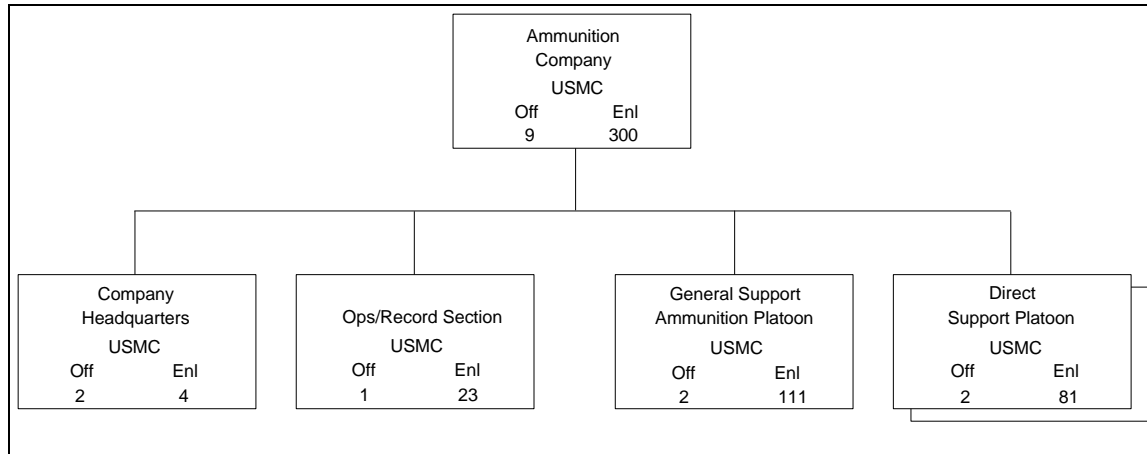 Ammunition
Company
USMC
Off Enl
9 300
Company
Headquarters
USMC
Off Enl
2 4
Ops/Record Section
USMC
Off Enl
1 23
General Support
Ammunition Platoon
USMC
Off Enl
2 111
Direct
Support Platoon
USMC
Off Enl
2 81